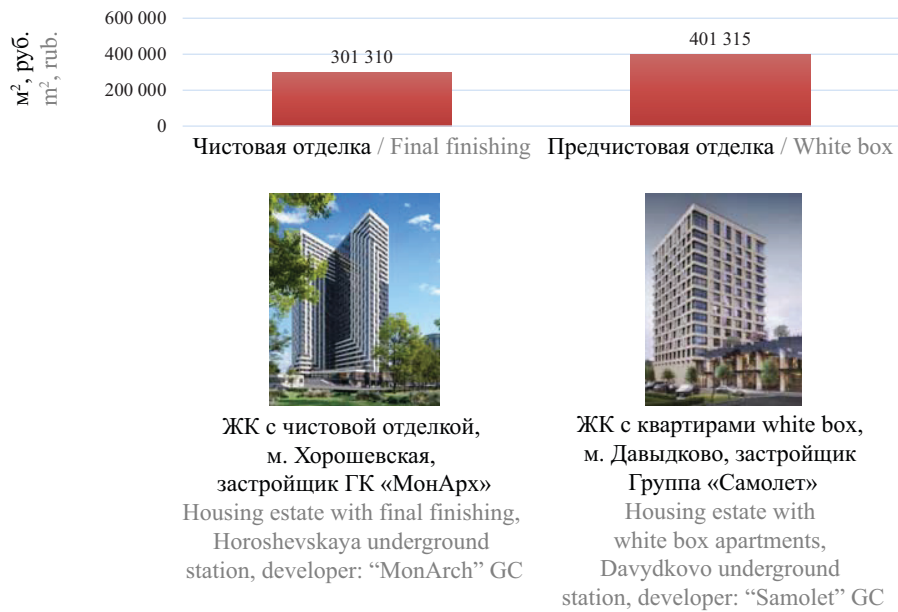 м², руб.
m², rub.
600 000
400 000
200 000
0
301 310
401 315
Чистовая отделка / Final finishing
Предчистовая отделка / White box
ЖК с чистовой отделкой,
м. Хорошевская,
застройщик ГК «МонАрх»
Housing estate with final finishing,
Horoshevskaya underground
station, developer: “MonArch” GC
ЖК с квартирами white box,
м. Давыдково, застройщик
Группа «Самолет»
Housing estate with
white box apartments,
Davydkovo underground
station, developer: “Samolet” GC